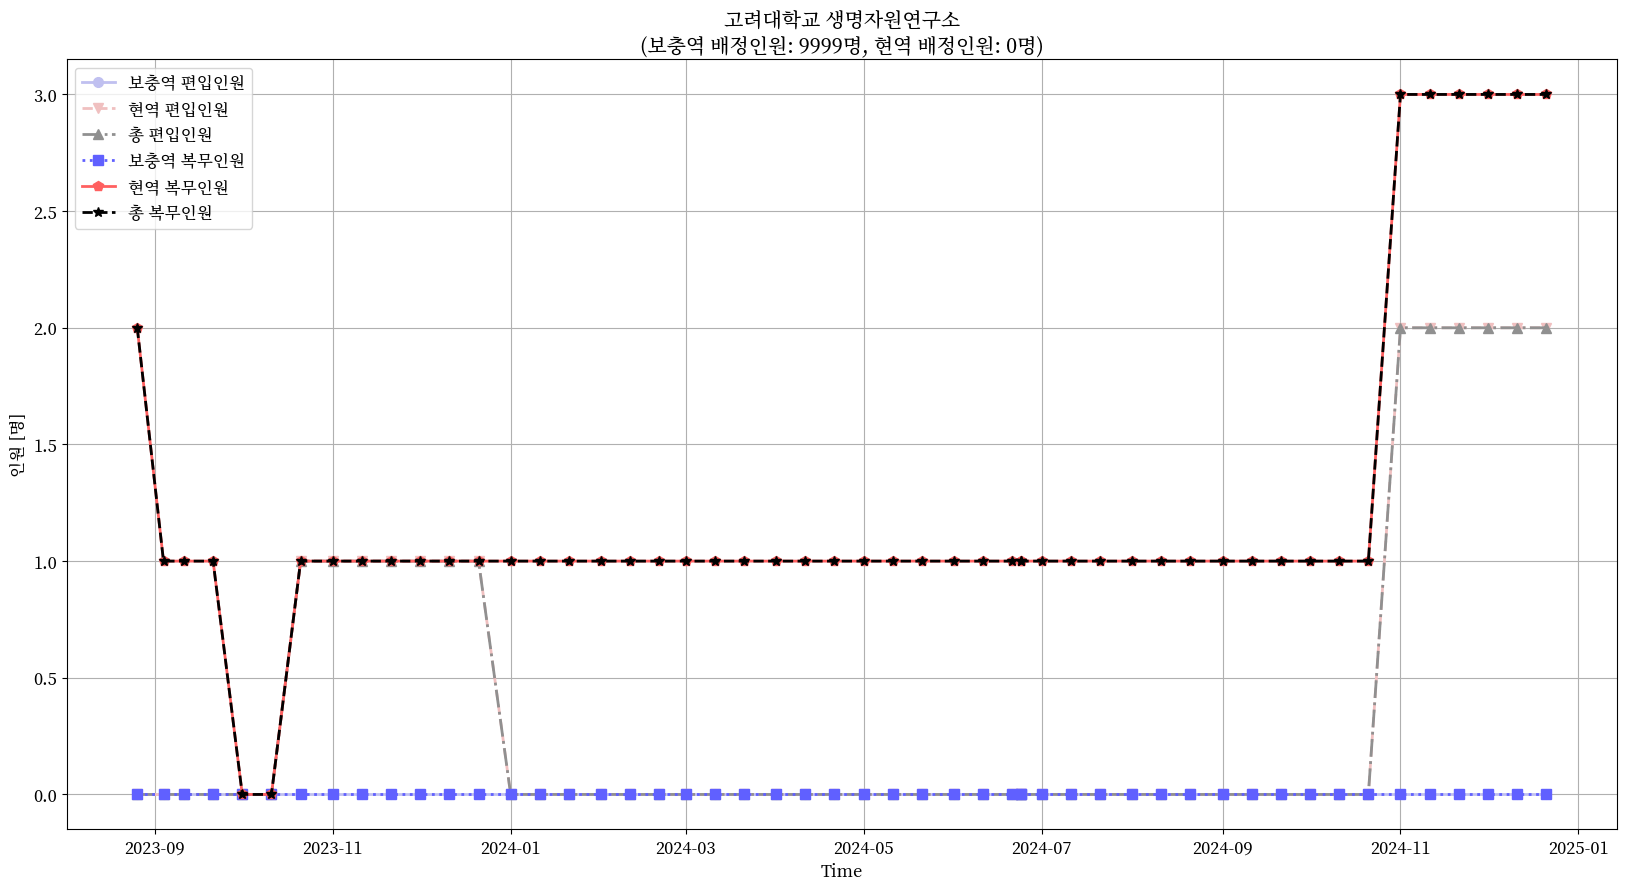 고려대학교 생명자원연구소
(보충역 배정인원: 9999명, 현역 배정인원: 0명)
보충역 편입인원
현역 편입인원
총 편입인원
보충역 복무인원
현역 복무인원
총 복무인원
3.0
2.5
2.0
1.5
1.0
0.5
0.0
인원 [명]
2023-09 2023-11 2024-01 2024-03 2024-05 2024-07 2024-09 2024-11 2025-01
Time